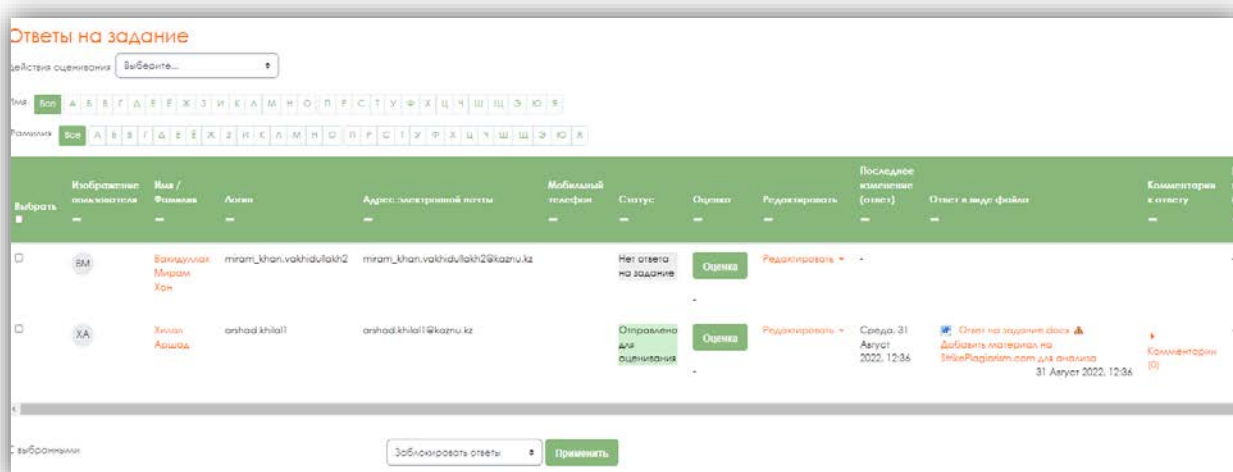 Ответы на задание
Действия оценивания Выберите...
Имя Все А Б В Г Д Е Ё Ж З И К Л М Н О П Р С Т У Ф Х Ц Ч Ш Щ Э Ю Я
Фамилия Все А Б В Г Д Е Ё Ж З И К Л М Н О П Р С Т У Ф Х Ц Ч Ш Щ Э Ю Я
Выбрать
Изображение
пользователя
Имя /
Фамилия
Логин
Адрес электронной почты
Мобильный
телефон
Статус
Оценка
Редактировать
Последнее
изменение
(ответ)
Ответ в виде файла
Комментарии
к ответу
ВМ
Вахидуллах
Мирам
Хан
miram_khan.vakhidullakh2
miram_khan.vakhidullakh2@kaznu.kz
Нет ответа
на задание
Оценка
-
Редактировать
-
ХА
Хилал
Аршад
arshad.khilal1
arshad.khilal1@kaznu.kz
Отправлено
для
оценивания
Оценка
-
Редактировать
Среда, 31
Август
2022, 12:36
Ответ на задание.docx
Добавить материал на
StrikePlagiarism.com для анализа
31 Август 2022, 12:36
Комментарии
(0)
С выбранными
Заблокировать ответы
Применить